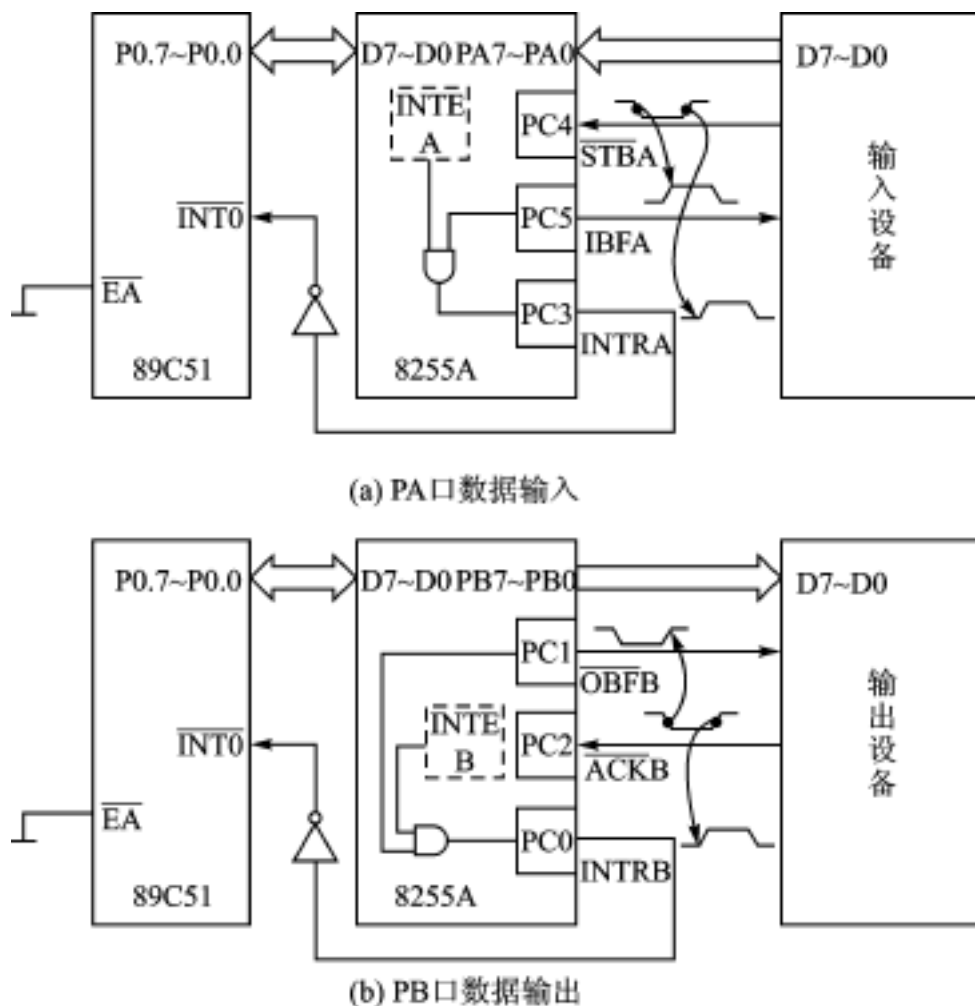 P0.7~P0.0
D7~D0 PA7~PA0
D7~D0
INTE
A
PC4
STBA
INT0
PC5
IBFA
输入设备
EA
PC3
INTRA
89C51
8255A
(a) PA口数据输入
P0.7~P0.0
D7~D0 PB7~PB0
D7~D0
PC1
OBFB
INTE
B
INT0
PC2
ACKB
输出设备
EA
PC0
INTRB
89C51
8255A
(b) PB口数据输出